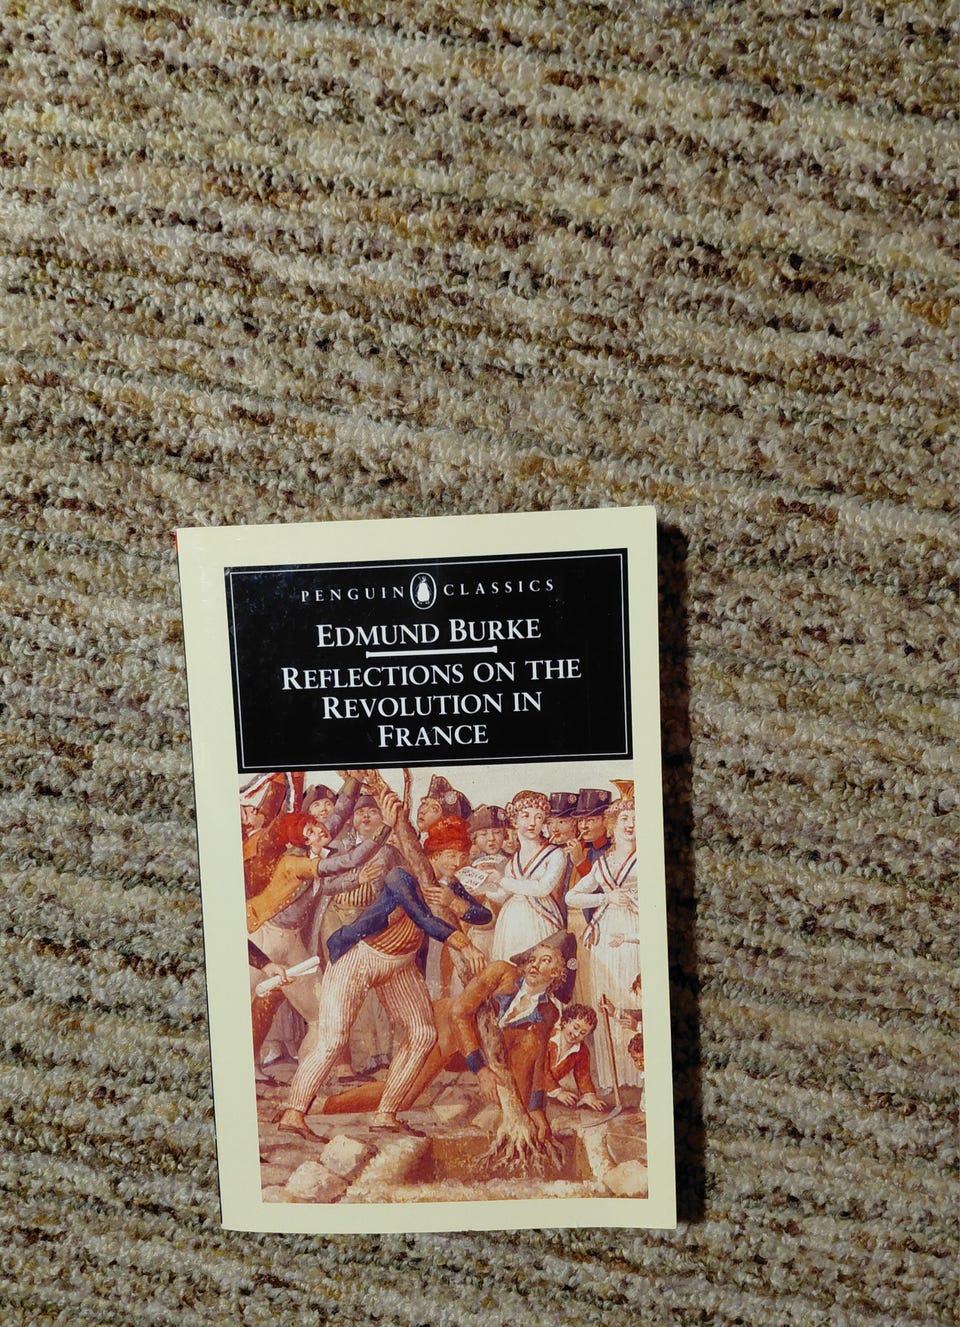 PENGUIN CLASSICS
EDMUND BURKE
REFLECTIONS ON THE
REVOLUTION IN
FRANCE